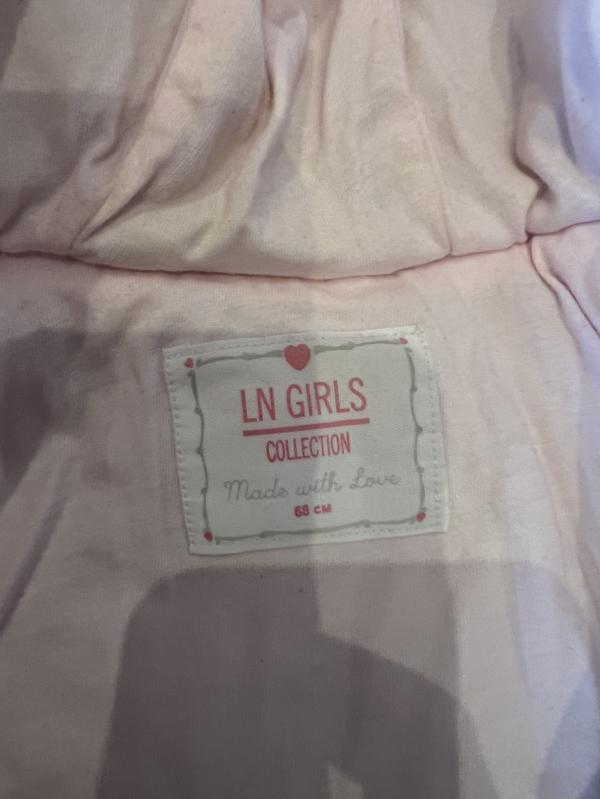 LN GIRLS
COLLECTION
Made with Love
68 CM